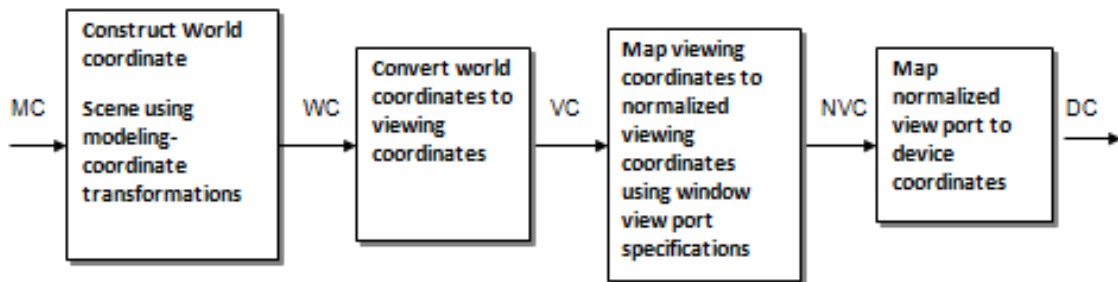 MC
Construct World
coordinate
Scene using
modeling-
coordinate
transformations
WC
Convert world
coordinates to
viewing
coordinates
VC
Map viewing
coordinates to
normalized
viewing
coordinates
using window
view port
specifications
NVC
Map
normalized
view port to
device
coordinates
DC